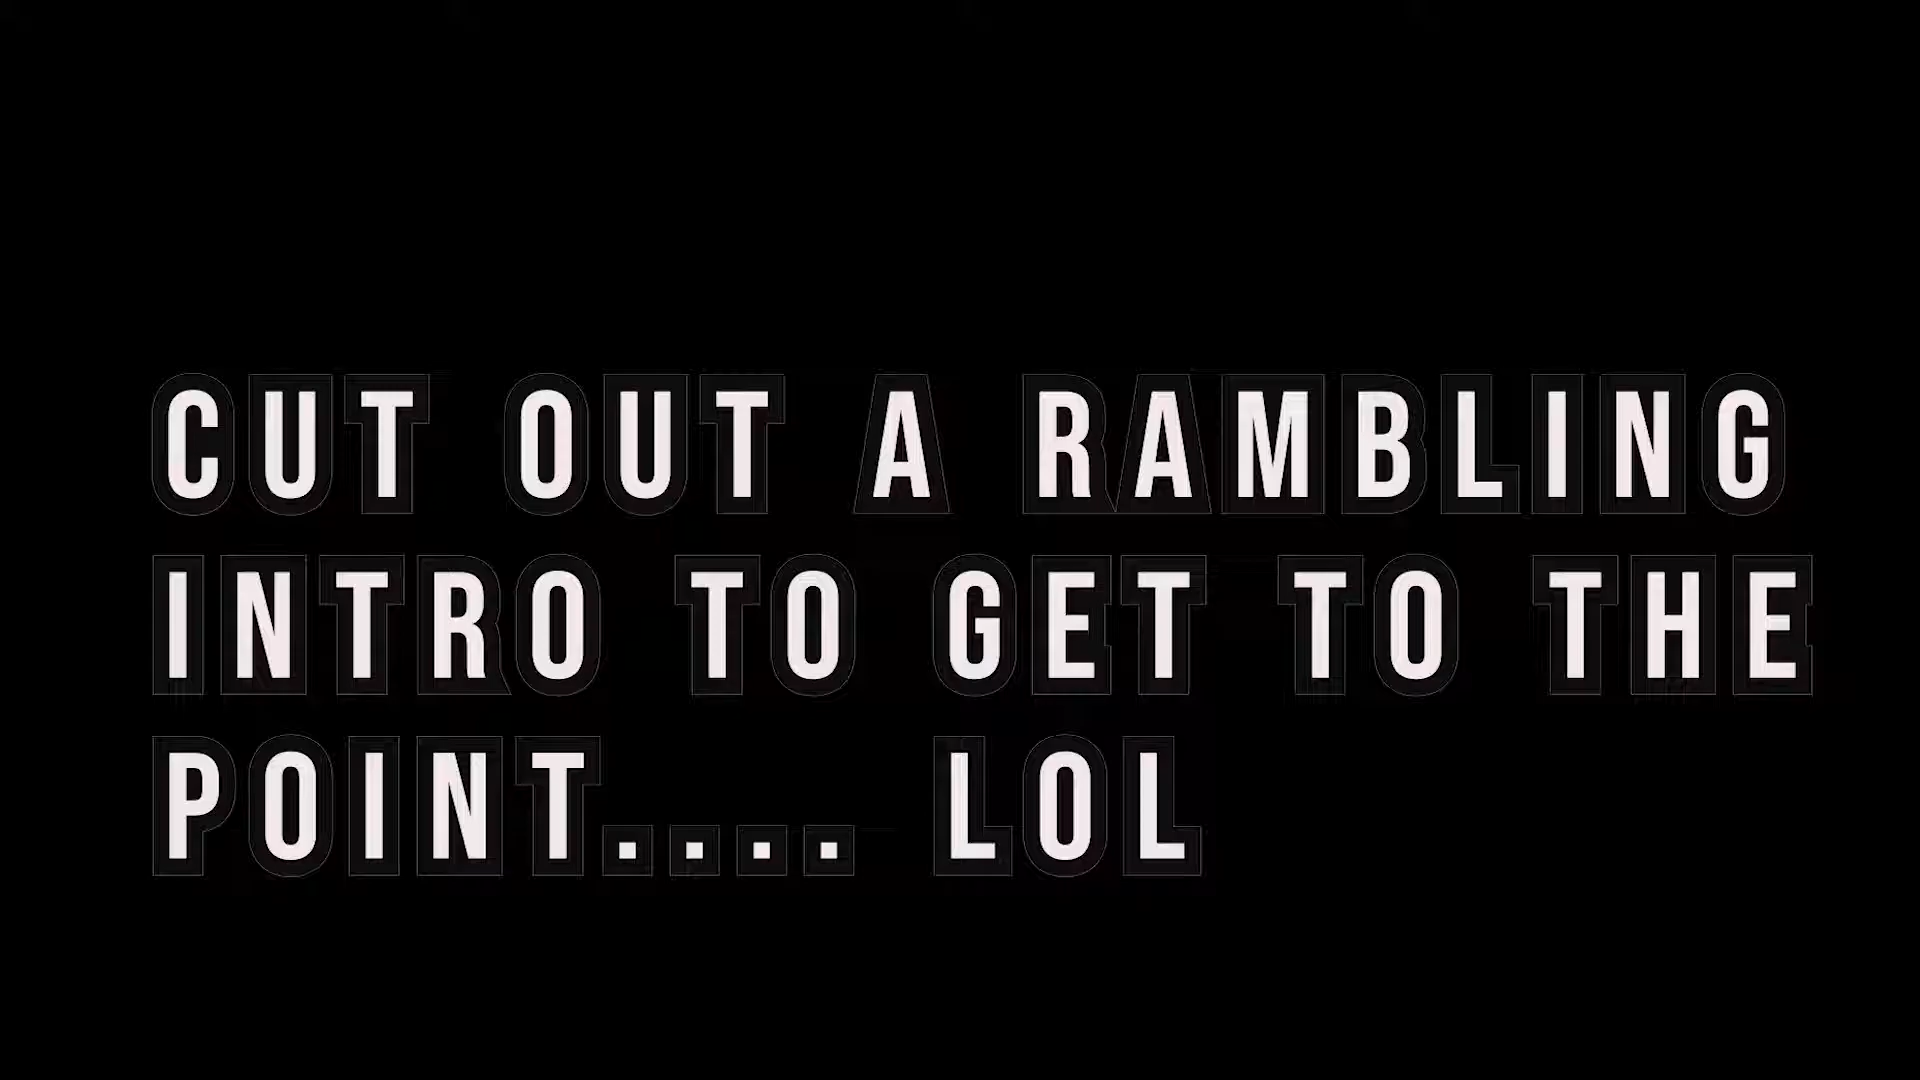 CUT OUT A RAMBLING
INTRO TO GET TO THE
POINT.... LOL